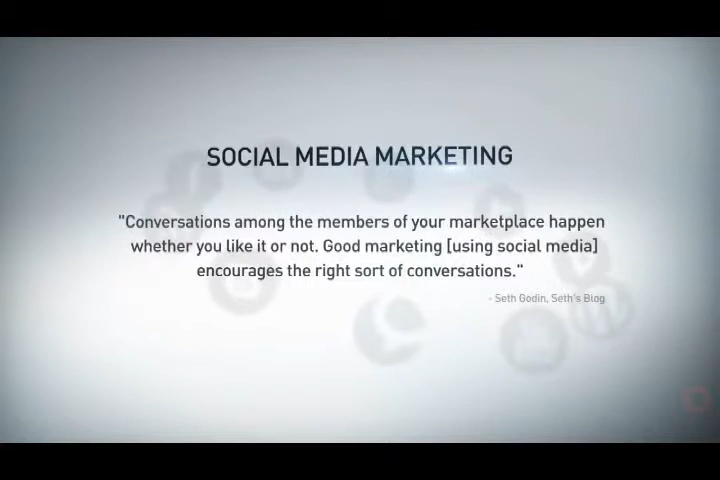 SOCIAL MEDIA MARKETING
"Conversations among the members of your marketplace happen
whether you like it or not. Good marketing [using social media]
encourages the right sort of conversations."
- Seth Godin, Seth's Blog